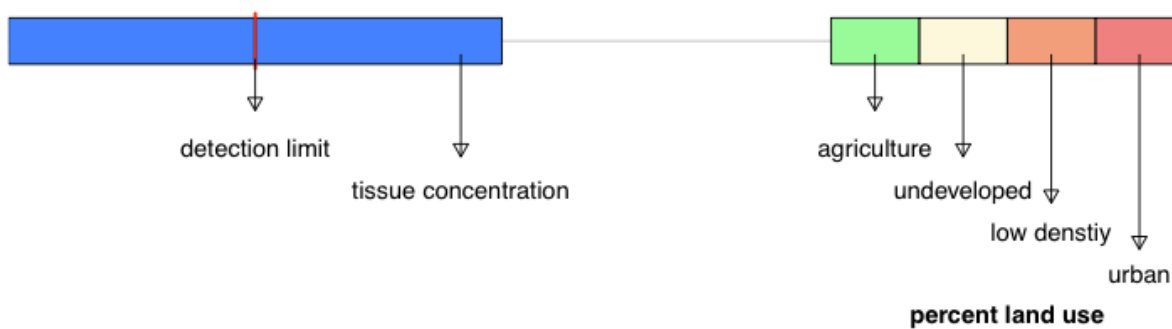 detection limit
agriculture
tissue concentration
undeveloped
low denstiy
urban
percent land use